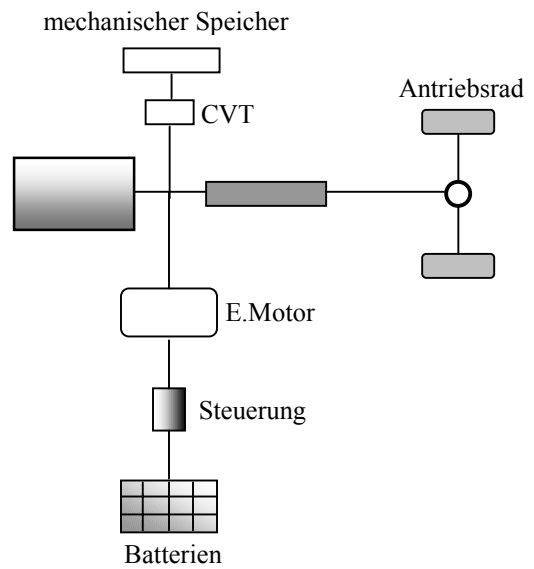 mechanischer Speicher
CVT
Antriebsrad
E.Motor
Steuerung
Batterien